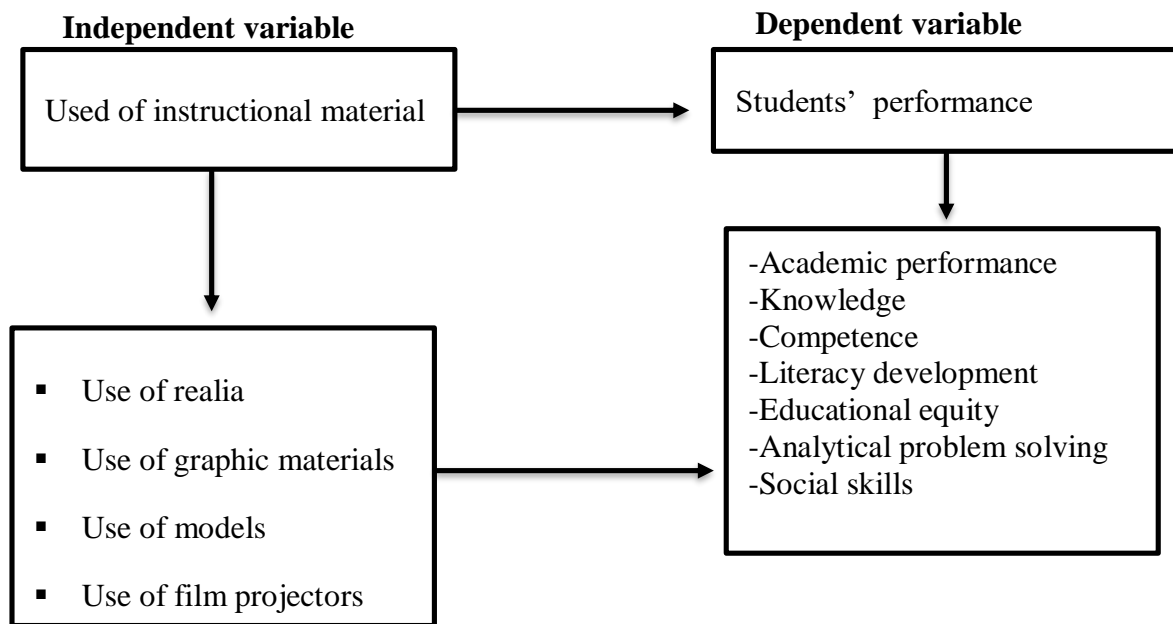 Independent variable
Used of instructional material
▪ Use of realia
▪ Use of graphic materials
▪ Use of models
▪ Use of film projectors
Dependent variable
Students’ performance
-Academic performance
-Knowledge
-Competence
-Literacy development
-Educational equity
-Analytical problem solving
-Social skills